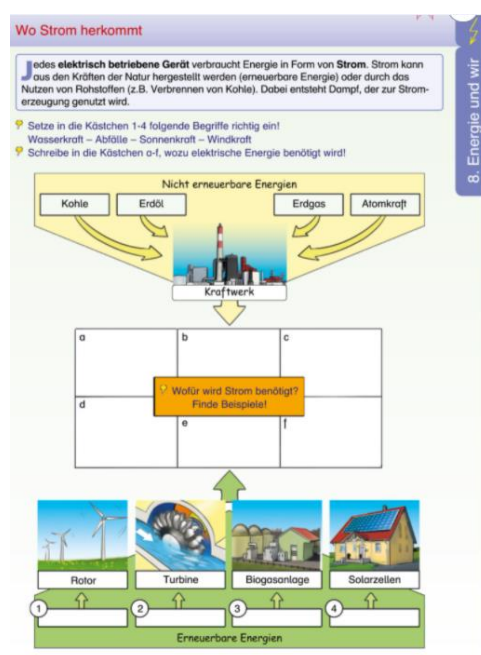 Wo Strom herkommt
8. Energie und wir
Jedes elektrisch betriebene Gerät verbraucht Energie in Form von Strom. Strom kann
aus den Kräften der Natur hergestellt werden (erneuerbare Energie) oder durch das
Nutzen von Rohstoffen (z.B. Verbrennen von Kohle). Dabei entsteht Dampf, der zur Strom-
erzeugung genutzt wird.
Setze in die Kästchen 1-4 folgende Begriffe richtig ein!
Wasserkraft – Abfälle – Sonnenkraft – Windkraft
Schreibe in die Kästchen a-f, wozu elektrische Energie benötigt wird!
Nicht erneuerbare Energien
Kohle Erdöl Erdgas Atomkraft
Kraftwerk
a b c
Wofür wird Strom benötigt?
Finde Beispiele!
d e f
Rotor Turbine Biogasanlage Solarzellen
1 2 3 4
Erneuerbare Energien